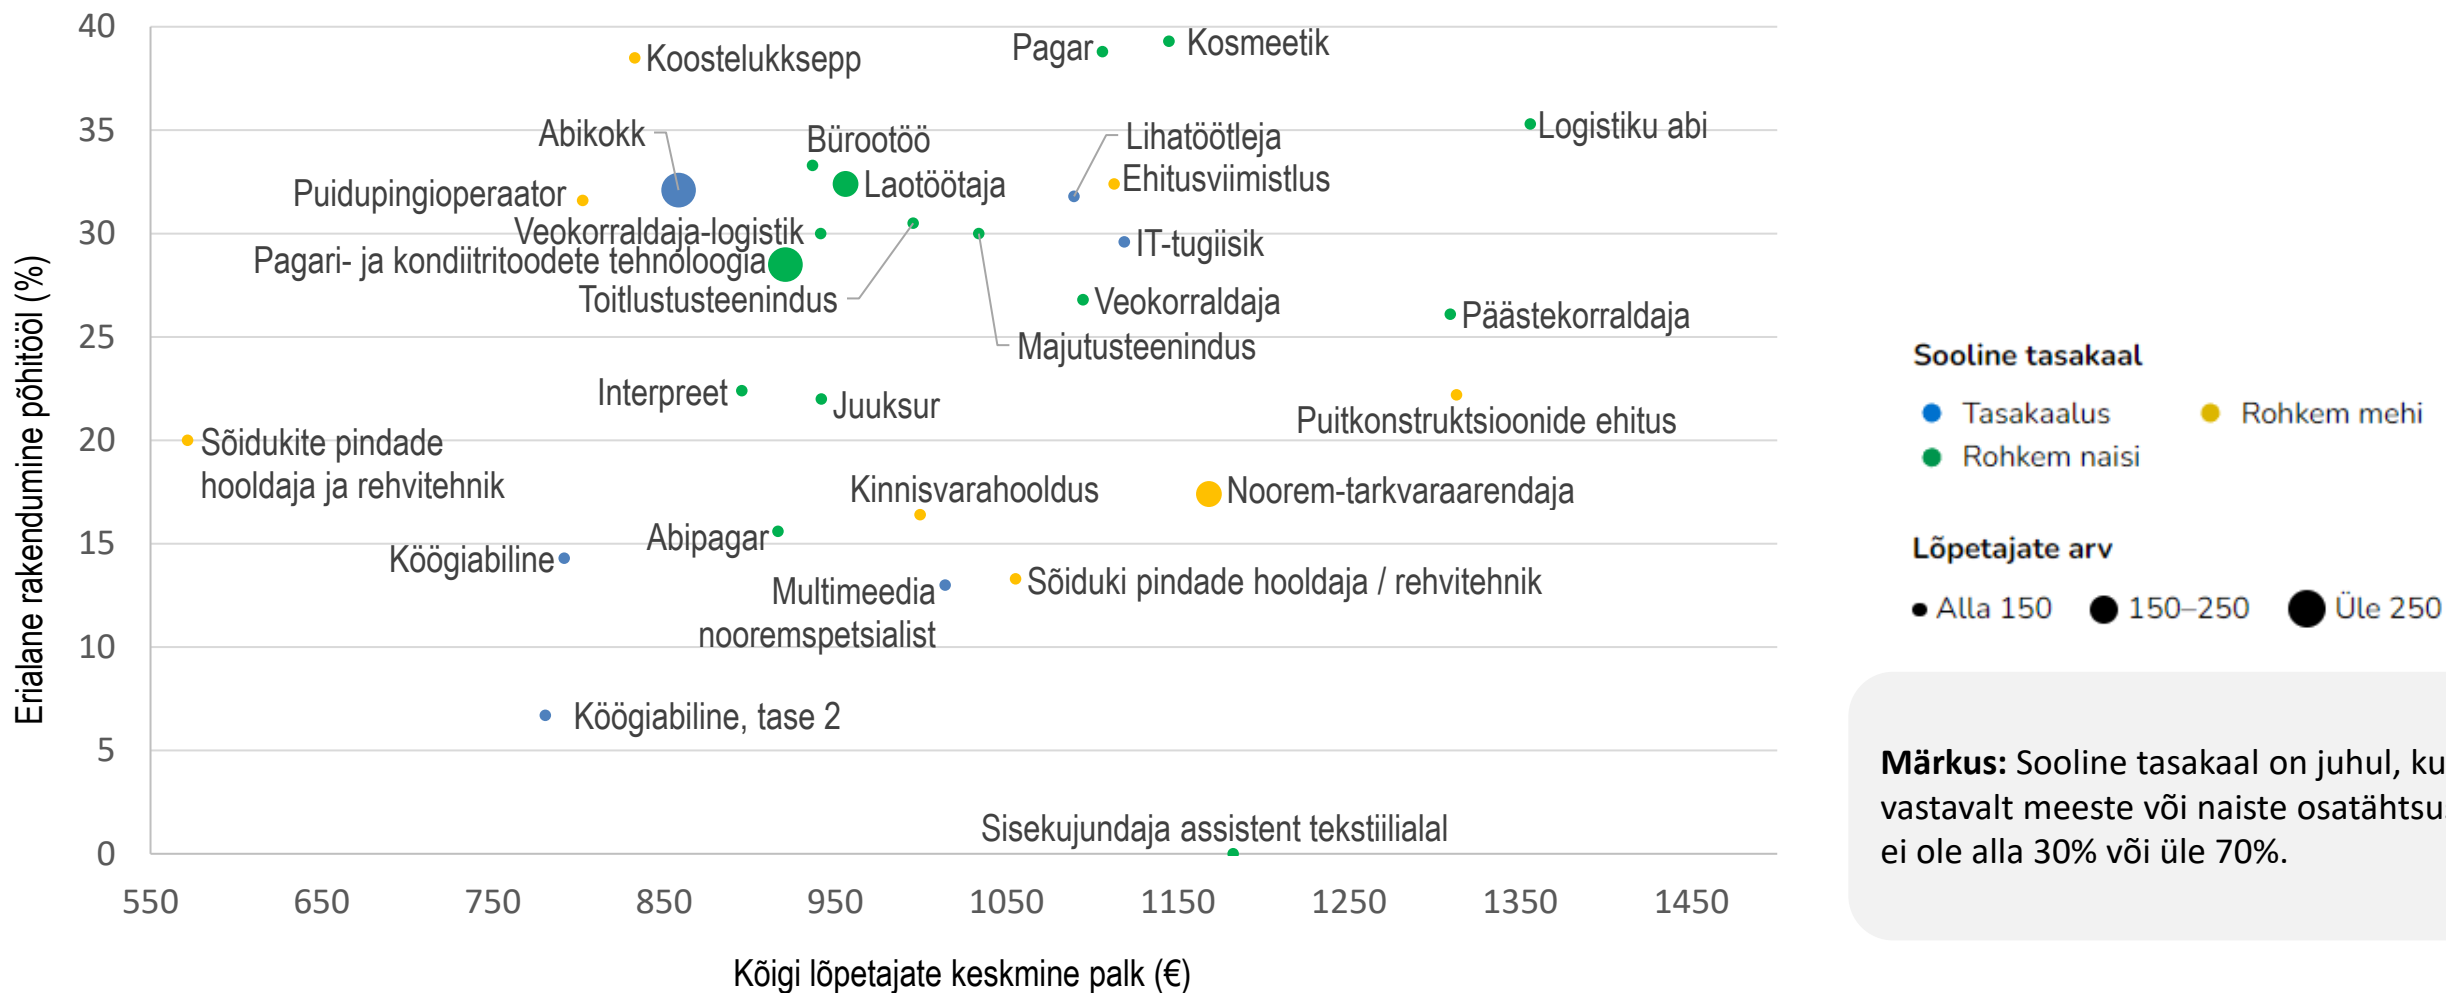 40
35
30
25
20
15
10
5
0
Erialane rakendumine põhitööl (%)
Koostelukksepp
Pagar
Kosmeetik
Abikokk
Bürootöö
Lihatöötleja
Logistiku abi
Puidupingioperaator
Laotöötaja
Ehitusviimistlus
Veokorraldaja-logistik
IT-tugiisik
Pagari- ja kondiitritoodete tehnoloogia
Toitlustusteenindus
Veokorraldaja
Päästekorraldaja
Majutusteenindus
Interpreet
Juuksur
Puitkonstruktsioonide ehitus
Sõidukite pindade
hooldaja ja rehvitehnik
Kinnisvarahooldus
Noorem-tarkvaraarendaja
Abipagar
Köögiabiline
Multimeedia
nooremspetsialist
Sõiduki pindade hooldaja / rehvitehnik
Köögiabiline, tase 2
Sisekujundaja assistent tekstiilialal
550 650 750 850 950 1050 1150 1250 1350 1450
Kõigi lõpetajate keskmine palk (€)
Sooline tasakaal
Tasakaalus
Rohkem mehi
Rohkem naisi
Lõpetajate arv
Alla 150
150–250
Üle 250
Märkus: Sooline tasakaal on juhul, ku
vastavalt meeste või naiste osatähtsus
ei ole alla 30% või üle 70%.